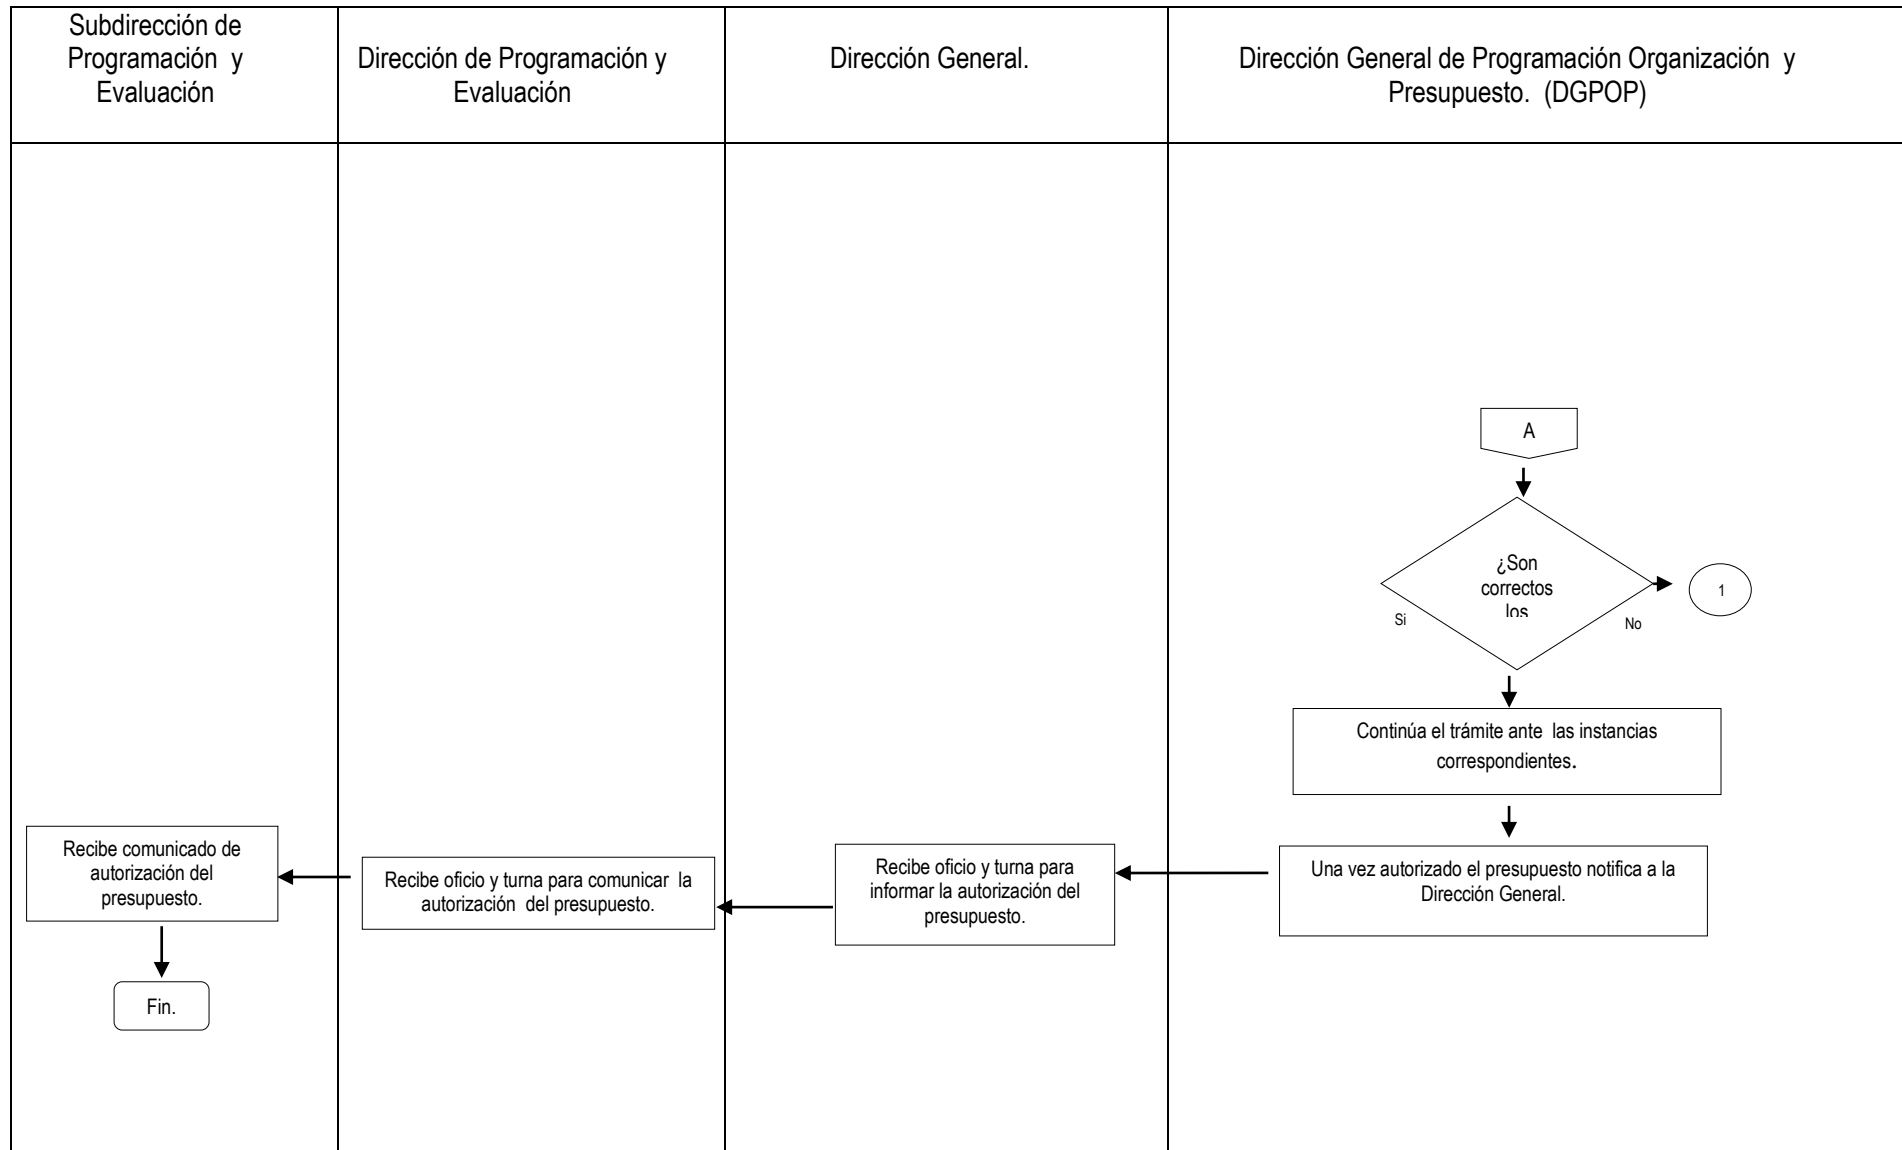 Subdirección de
Programación y
Evaluación
Dirección de Programación y
Evaluación
Dirección General.
Dirección General de Programación Organización y
Presupuesto. (DGPOP)
A
¿Son
correctos
los
Si
No
1
Continúa el trámite ante las instancias
correspondientes.
Una vez autorizado el presupuesto notifica a la
Dirección General.
Recibe oficio y turna para
informar la autorización del
presupuesto.
Recibe oficio y turna para comunicar la
autorización del presupuesto.
Recibe comunicado de
autorización del
presupuesto.
Fin.